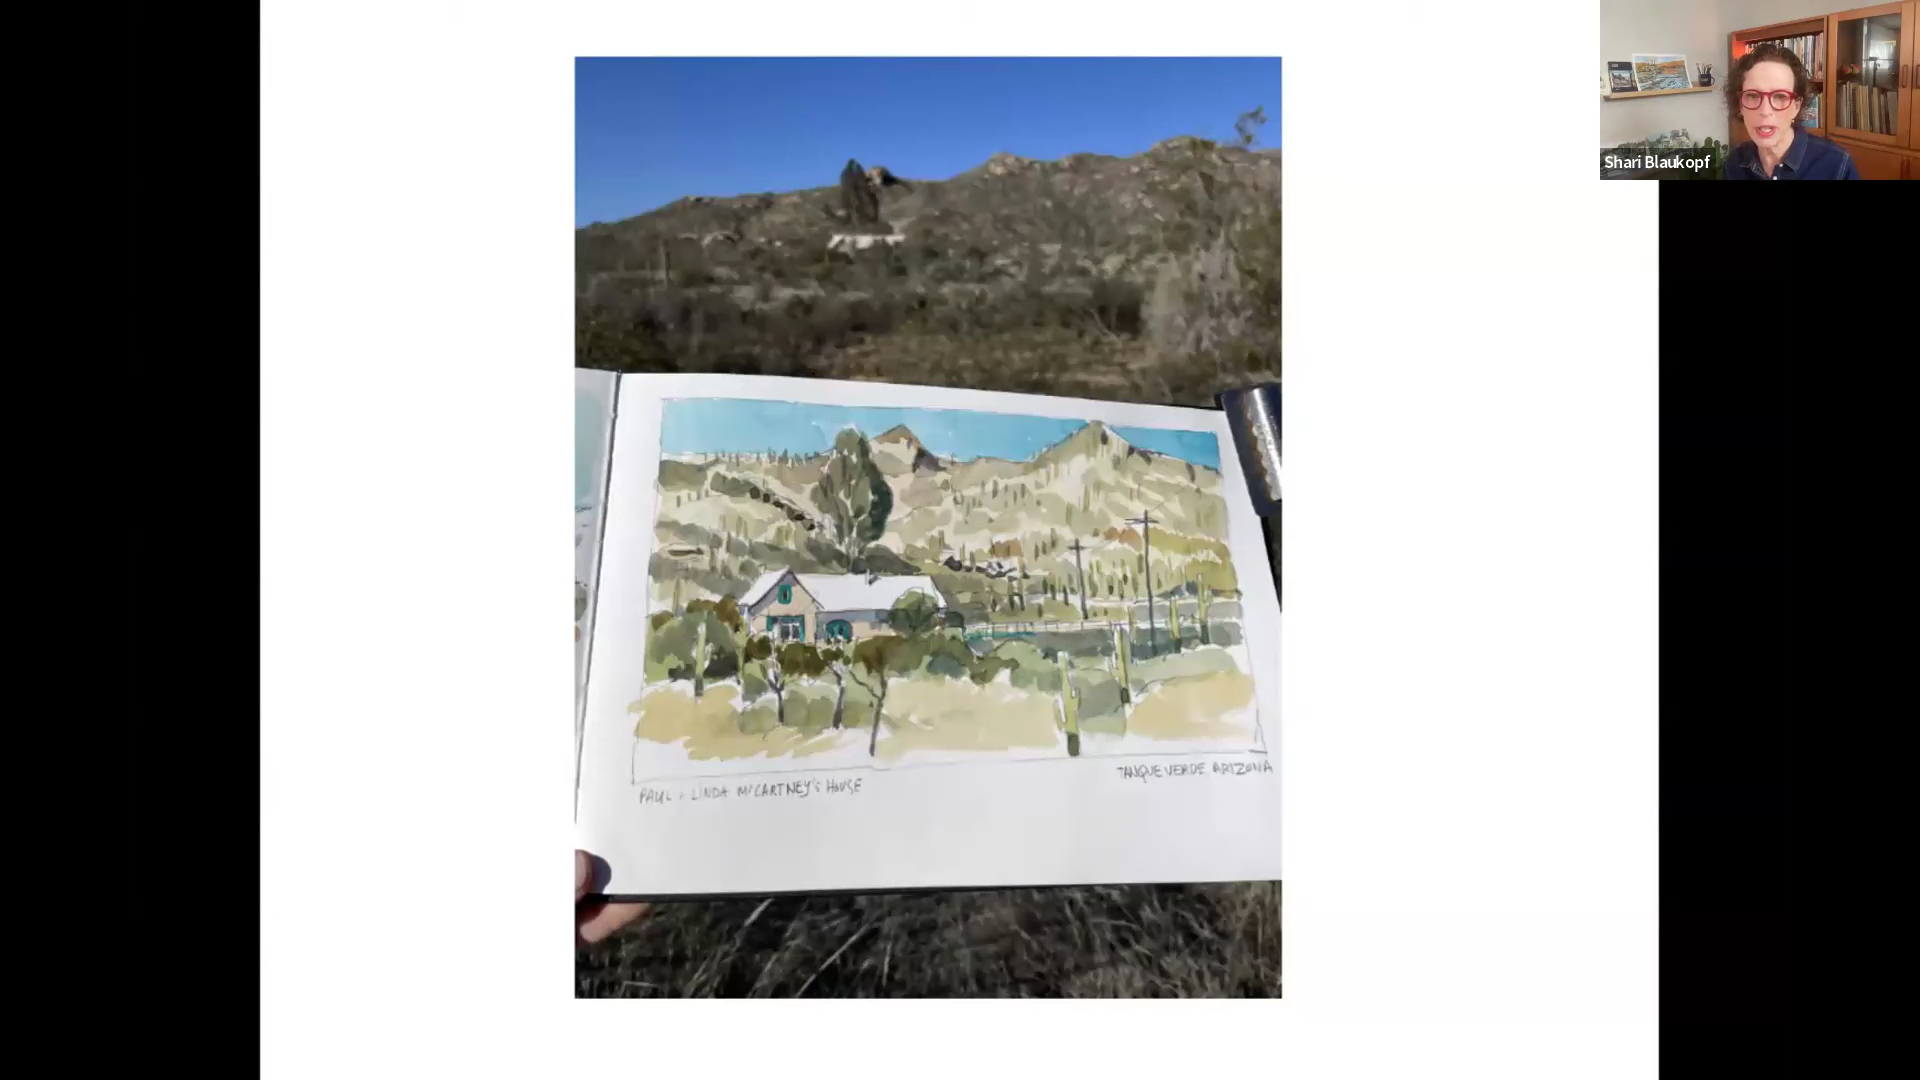 Shari Blaukopf
TANQUE VERDE ARIZONA
PAUL + LINDA McCARTNEY'S HOUSE